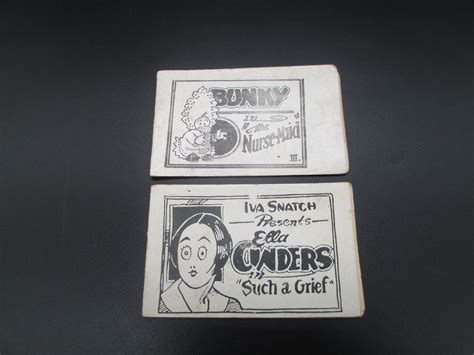 BUNKY
in
"The
Nurse-Maid"
III.
IVA SNATCH
Presents
Ella
CINDERS
in
"Such a Grief"